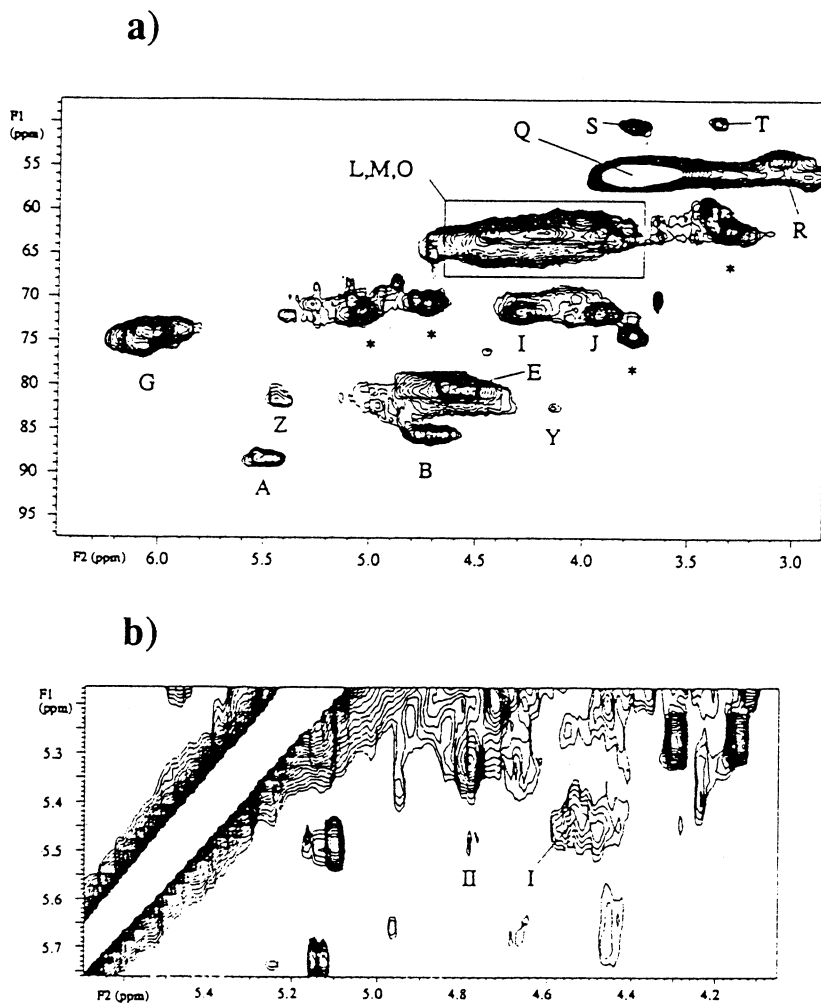 a)
F1
(ppm)
55
60
65
70
75
80
85
90
95
Q
S
T
L,M,O
R
*
I
J
*
*
*
G
E
Z
Y
A
B
F2 (ppm) 6.0 5.5 5.0 4.5 4.0 3.5 3.0
b)
F1
(ppm)
5.3
5.4
5.5
5.6
5.7
II
I
F2 (ppm) 5.4 5.2 5.0 4.8 4.6 4.4 4.2